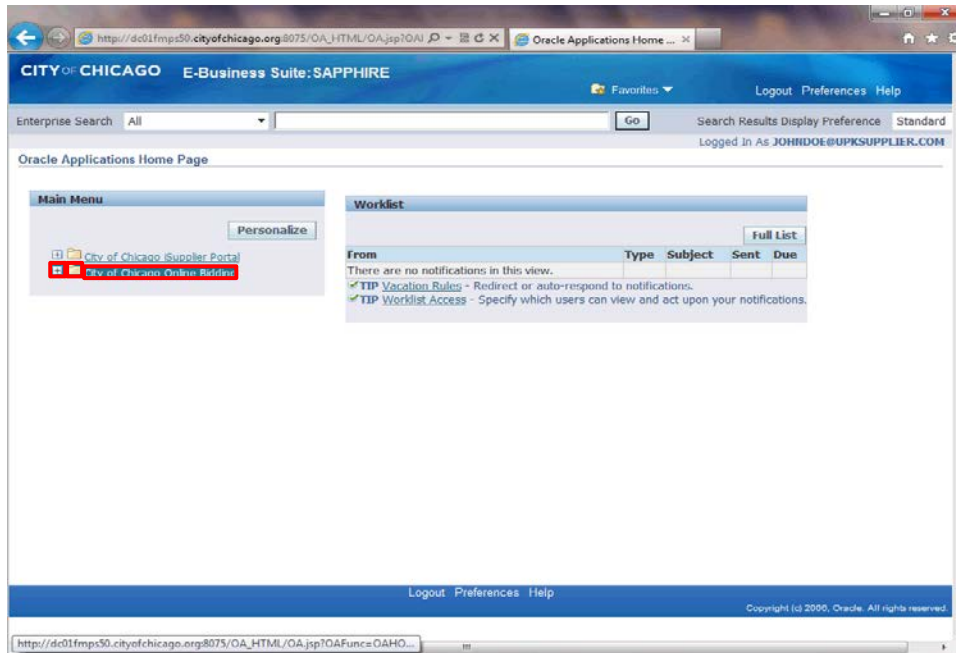 http://dc01fmps50.cityofchicago.org:8075/OA_HTML/OA.jsp?OAI
Oracle Applications Home ...
CITY OF CHICAGO E-Business Suite: SAPPHIRE
Favorites
Logout Preferences Help
Enterprise Search All Go Search Results Display Preference Standard
Logged In As JOHNDOE@UPKSUPPLIER.COM
Oracle Applications Home Page
Main Menu
Personalize
City of Chicago iSupplier Portal
City of Chicago Online Bidding
Worklist
Full List
From Type Subject Sent Due
There are no notifications in this view.
TIP Vacation Rules - Redirect or auto-respond to notifications.
TIP Worklist Access - Specify which users can view and act upon your notifications.
Logout Preferences Help
Copyright (c) 2006, Oracle. All rights reserved.
http://dc01fmps50.cityofchicago.org:8075/OA_HTML/OA.jsp?OAFunc=OAHO...